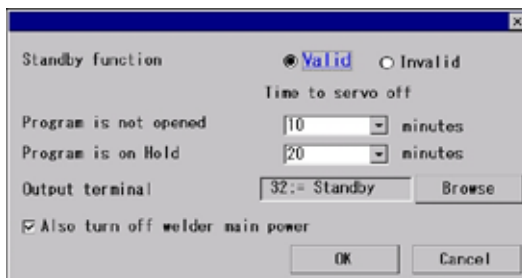 Standby function Valid Invalid
Time to servo off
Program is not opened 10 minutes
Program is on Hold 20 minutes
Output terminal 32:= Standby Browse
Also turn off welder main power
OK Cancel